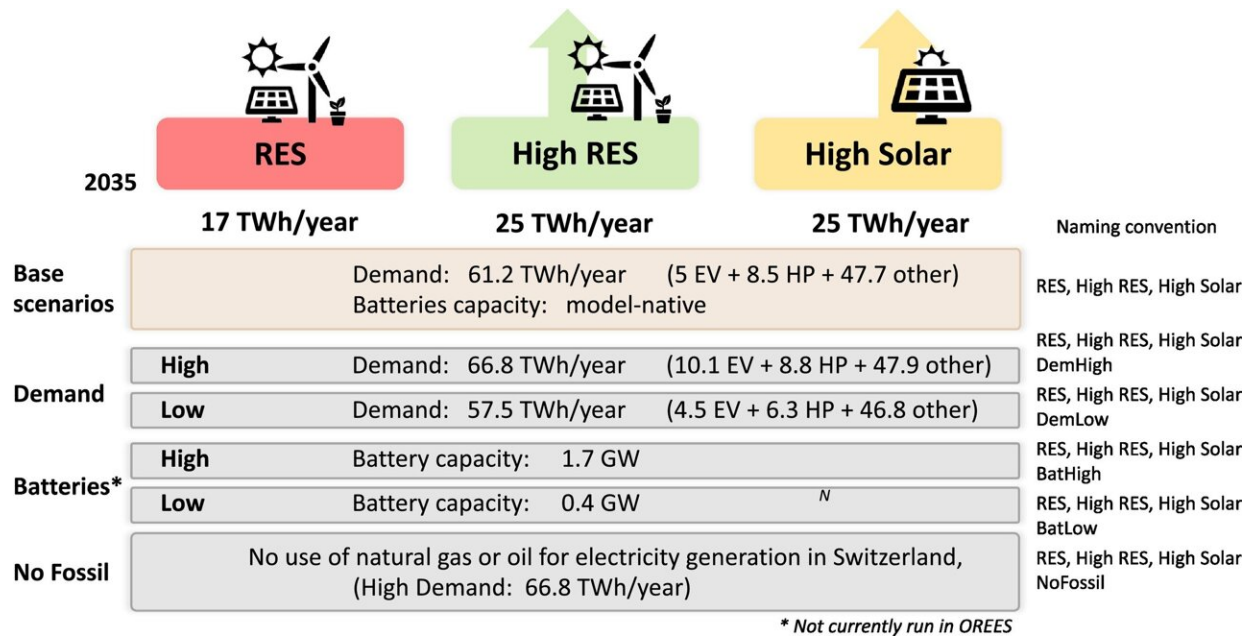 RES
High RES
High Solar
2035
17 TWh/year
25 TWh/year
25 TWh/year
Naming convention
Base
scenarios
Demand: 61.2 TWh/year (5 EV + 8.5 HP + 47.7 other)
Batteries capacity: model-native
RES, High RES, High Solar
Demand
High Demand: 66.8 TWh/year (10.1 EV + 8.8 HP + 47.9 other)
RES, High RES, High Solar
DemHigh
Low Demand: 57.5 TWh/year (4.5 EV + 6.3 HP + 46.8 other)
RES, High RES, High Solar
DemLow
Batteries*
High Battery capacity: 1.7 GW
RES, High RES, High Solar
BatHigh
Low Battery capacity: 0.4 GW N
RES, High RES, High Solar
BatLow
No Fossil
No use of natural gas or oil for electricity generation in Switzerland,
(High Demand: 66.8 TWh/year)
RES, High RES, High Solar
NoFossil
* Not currently run in OREES